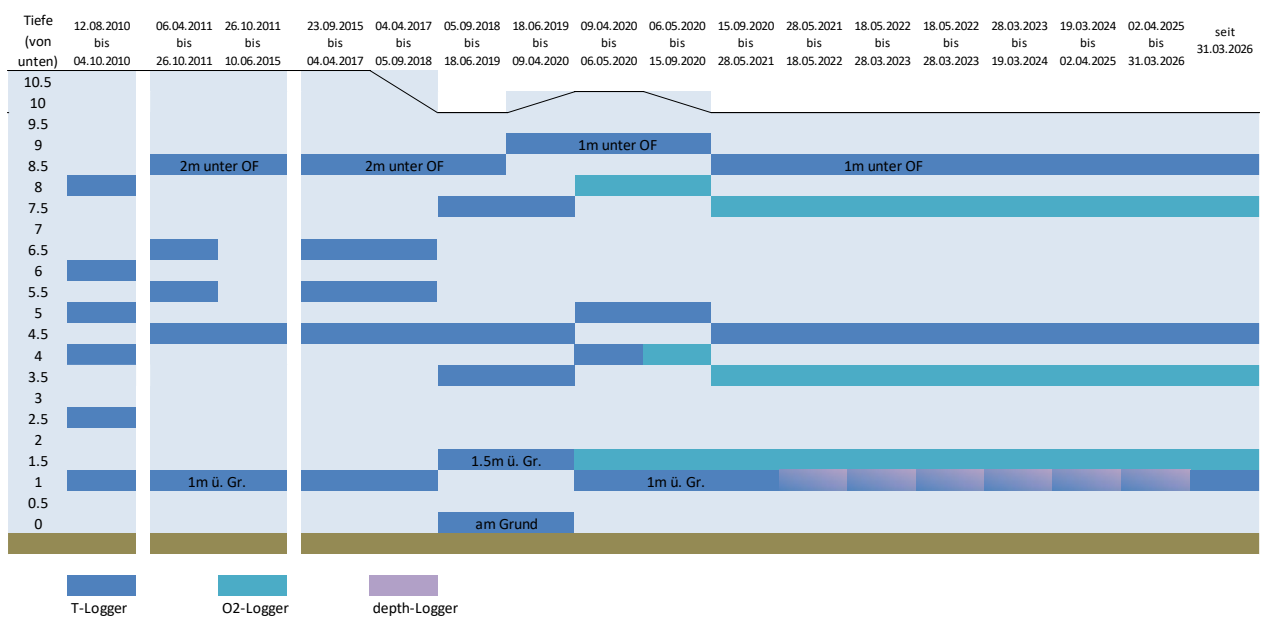 Tiefe (von unten) 12.08.2010 bis 04.10.2010 06.04.2011 bis 26.10.2011 26.10.2011 bis 10.06.2015 23.09.2015 bis 04.04.2017 04.04.2017 bis 05.09.2018 05.09.2018 bis 18.06.2019 18.06.2019 bis 09.04.2020 09.04.2020 bis 06.05.2020 06.05.2020 bis 15.09.2020 15.09.2020 bis 28.05.2021 28.05.2021 bis 18.05.2022 18.05.2022 bis 28.03.2023 18.05.2022 bis 28.03.2023 28.03.2023 bis 19.03.2024 19.03.2024 bis 02.04.2025 02.04.2025 bis 31.03.2026 seit 31.03.2026
10.5
10
9.5
9 1m unter OF
8.5 2m unter OF 2m unter OF 1m unter OF
8
7.5
7
6.5
6
5.5
5
4.5
4
3.5
3
2.5
2
1.5 1.5m ü. Gr.
1 1m ü. Gr. 1m ü. Gr.
0.5
0 am Grund
T-Logger O2-Logger depth-Logger